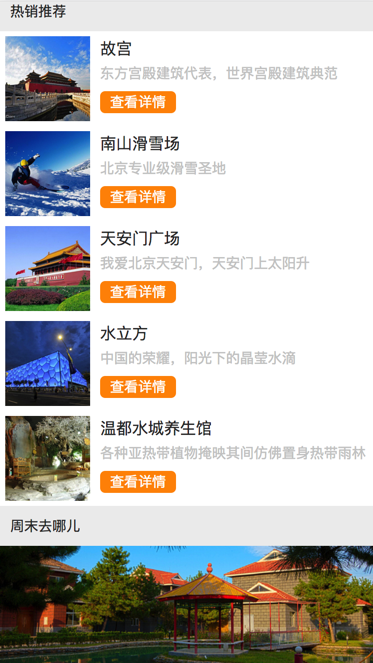 热销推荐
故宫
东方宫殿建筑代表，世界宫殿建筑典范
查看详情
南山滑雪场
北京专业级滑雪圣地
查看详情
天安门广场
我爱北京天安门，天安门上太阳升
查看详情
水立方
中国的荣耀，阳光下的晶莹水滴
查看详情
温都水城养生馆
各种亚热带植物掩映其间仿佛置身热带雨林
查看详情
周末去哪儿